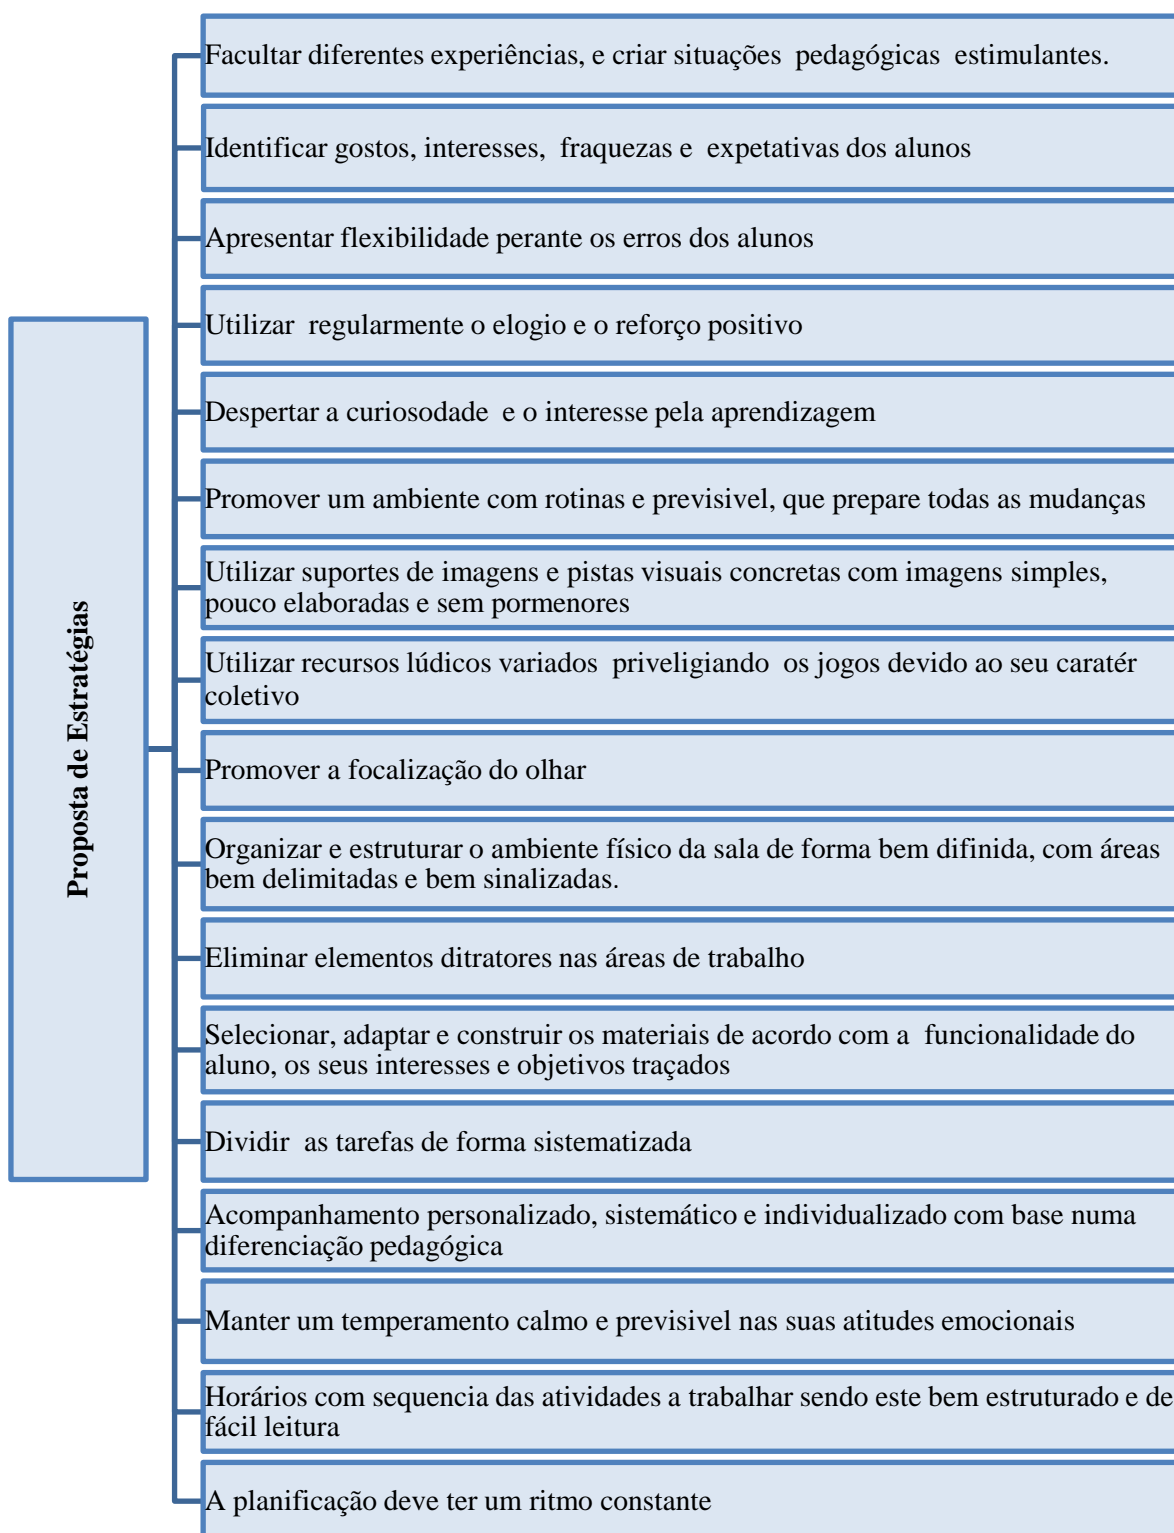 Proposta de Estratégias
Facultar diferentes experiências, e criar situações pedagógicas estimulantes.
Identificar gostos, interesses, fraquezas e expetativas dos alunos
Apresentar flexibilidade perante os erros dos alunos
Utilizar regularmente o elogio e o reforço positivo
Despertar a curiosodade e o interesse pela aprendizagem
Promover um ambiente com rotinas e previsivel, que prepare todas as mudanças
Utilizar suportes de imagens e pistas visuais concretas com imagens simples,
pouco elaboradas e sem pormenores
Utilizar recursos lúdicos variados priveligiando os jogos devido ao seu caratér
coletivo
Promover a focalização do olhar
Organizar e estruturar o ambiente físico da sala de forma bem difinida, com áreas
bem delimitadas e bem sinalizadas.
Eliminar elementos ditratores nas áreas de trabalho
Selecionar, adaptar e construir os materiais de acordo com a funcionalidade do
aluno, os seus interesses e objetivos traçados
Dividir as tarefas de forma sistematizada
Acompanhamento personalizado, sistemático e individualizado com base numa
diferenciação pedagógica
Manter um temperamento calmo e previsivel nas suas atitudes emocionais
Horários com sequencia das atividades a trabalhar sendo este bem estruturado e de
fácil leitura
A planificação deve ter um ritmo constante